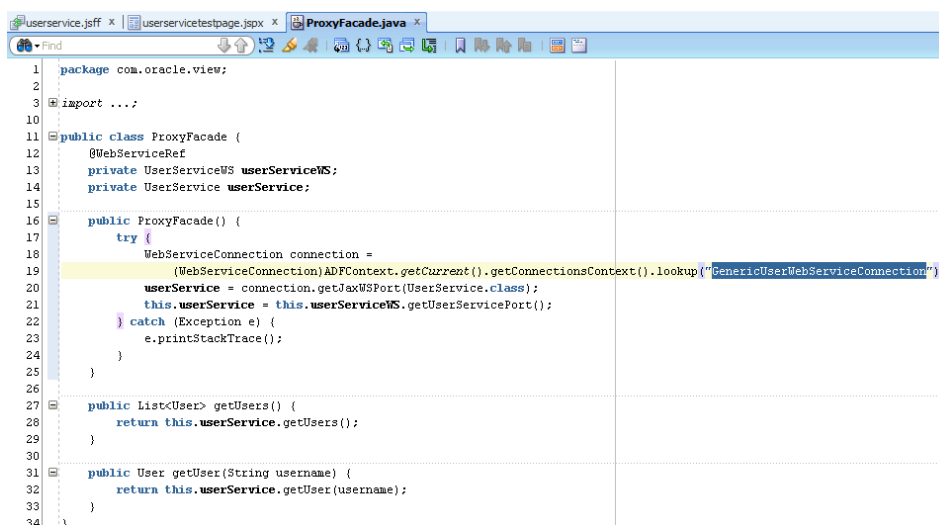 userservice.jsff x userservicetestpage.jspx x ProxyFacade.java x
Find
1 package com.oracle.view;
2
3 import ...;
10
11 public class ProxyFacade {
12 @WebServiceRef
13 private UserServiceWS userServiceWS;
14 private UserService userService;
15
16 public ProxyFacade() {
17 try {
18 WebServiceConnection connection =
19 (WebServiceConnection)ADFContext.getCurrent().getConnectionsContext().lookup("GenericUserWebServiceConnection")
20 userService = connection.getJaxWSPort(UserService.class);
21 this.userService = this.userServiceWS.getUserServicePort();
22 } catch (Exception e) {
23 e.printStackTrace();
24 }
25 }
26
27 public List<User> getUsers() {
28 return this.userService.getUsers();
29 }
30
31 public User getUser(String username) {
32 return this.userService.getUser(username);
33 }
34 }